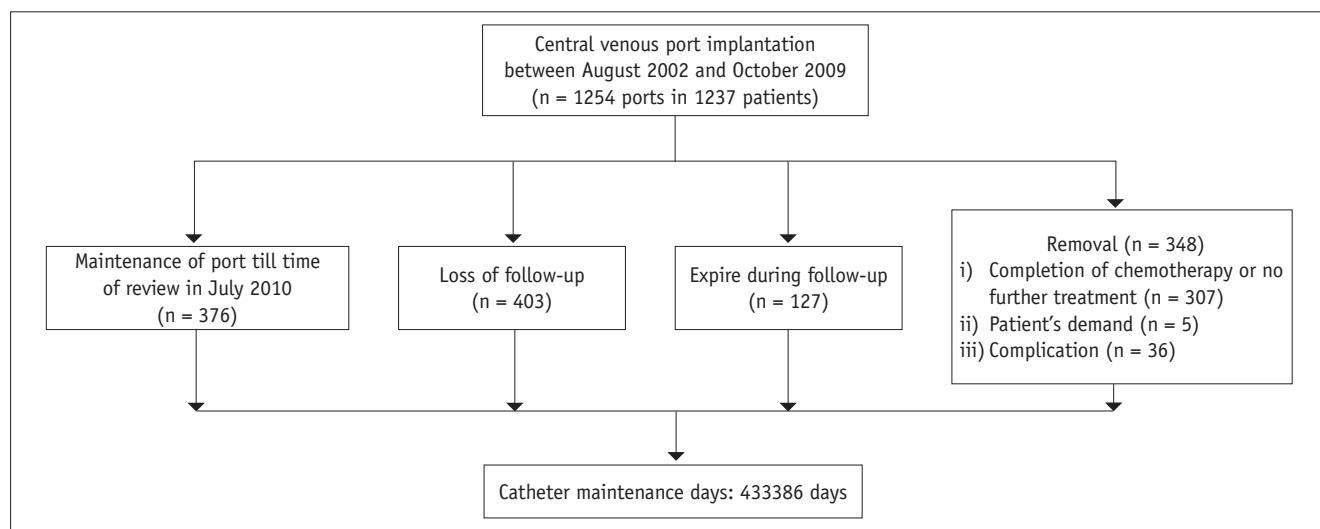 Central venous port implantation
between August 2002 and October 2009
(n = 1254 ports in 1237 patients)
Maintenance of port till time
of review in July 2010
(n = 376)
Loss of follow-up
(n = 403)
Expire during follow-up
(n = 127)
Removal (n = 348)
i) Completion of chemotherapy or no
further treatment (n = 307)
ii) Patient's demand (n = 5)
iii) Complication (n = 36)
Catheter maintenance days: 433386 days